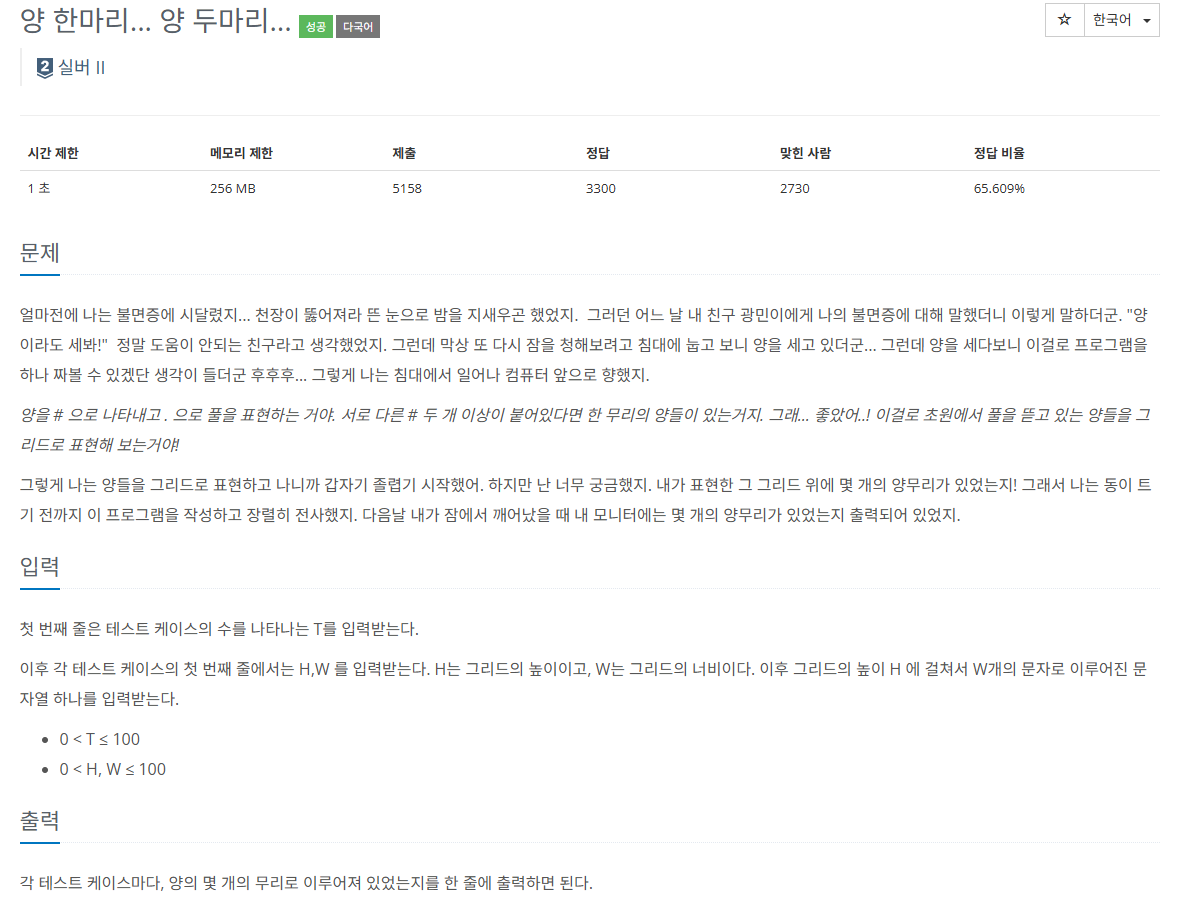 양 한마리... 양 두마리... 성공 다국어
☆ 한국어
2 실버 II
시간 제한 메모리 제한 제출 정답 맞힌 사람 정답 비율
1 초 256 MB 5158 3300 2730 65.609%
문제
얼마전에 나는 불면증에 시달렸지... 천장이 뚫어져라 뜬 눈으로 밤을 지새우곤 했었지.  그러던 어느 날 내 친구 광민이에게 나의 불면증에 대해 말했더니 이렇게 말하더군. "양
이라도 세봐!"  정말 도움이 안되는 친구라고 생각했었지. 그런데 막상 또 다시 잠을 청해보려고 침대에 눕고 보니 양을 세고 있더군... 그런데 양을 세다보니 이걸로 프로그램을
하나 짜볼 수 있겠단 생각이 들더군 후후후... 그렇게 나는 침대에서 일어나 컴퓨터 앞으로 향했지.
양을 # 으로 나타내고 . 으로 풀을 표현하는 거야. 서로 다른 # 두 개 이상이 붙어있다면 한 무리의 양들이 있는거지. 그래... 좋았어..! 이걸로 초원에서 풀을 뜯고 있는 양들을 그
리드로 표현해 보는거야!
그렇게 나는 양들을 그리드로 표현하고 나니까 갑자기 졸렵기 시작했어. 하지만 난 너무 궁금했지. 내가 표현한 그 그리드 위에 몇 개의 양무리가 있었는지! 그래서 나는 동이 트
기 전까지 이 프로그램을 작성하고 장렬히 전사했지. 다음날 내가 잠에서 깨어났을 때 내 모니터에는 몇 개의 양무리가 있었는지 출력되어 있었지.
입력
첫 번째 줄은 테스트 케이스의 수를 나타나는 T를 입력받는다.
이후 각 테스트 케이스의 첫 번째 줄에서는 H,W 를 입력받는다. H는 그리드의 높이이고, W는 그리드의 너비이다. 이후 그리드의 높이 H 에 걸쳐서 W개의 문자로 이루어진 문
자열 하나를 입력받는다.
• 0 < T ≤ 100
• 0 < H, W ≤ 100
출력
각 테스트 케이스마다, 양의 몇 개의 무리로 이루어져 있었는지를 한 줄에 출력하면 된다.